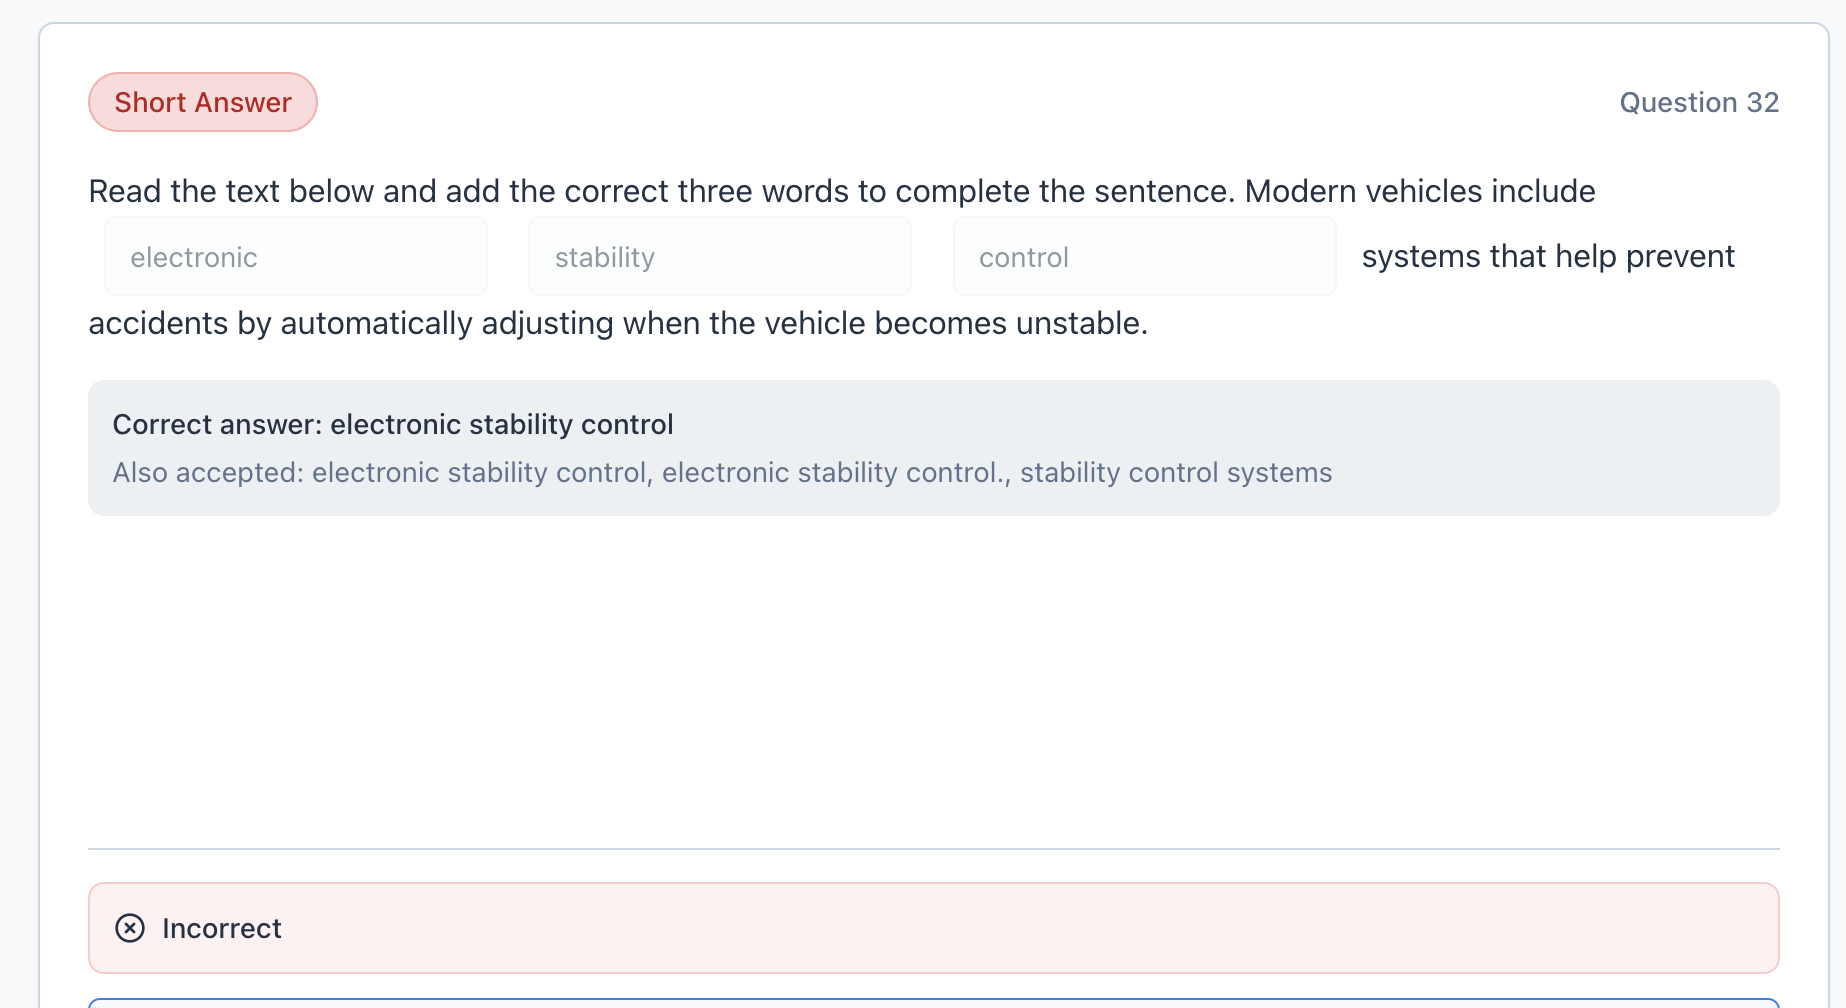 Short Answer
Question 32
Read the text below and add the correct three words to complete the sentence. Modern vehicles include
electronic stability control systems that help prevent
accidents by automatically adjusting when the vehicle becomes unstable.
Correct answer: electronic stability control
Also accepted: electronic stability control, electronic stability control., stability control systems
Incorrect